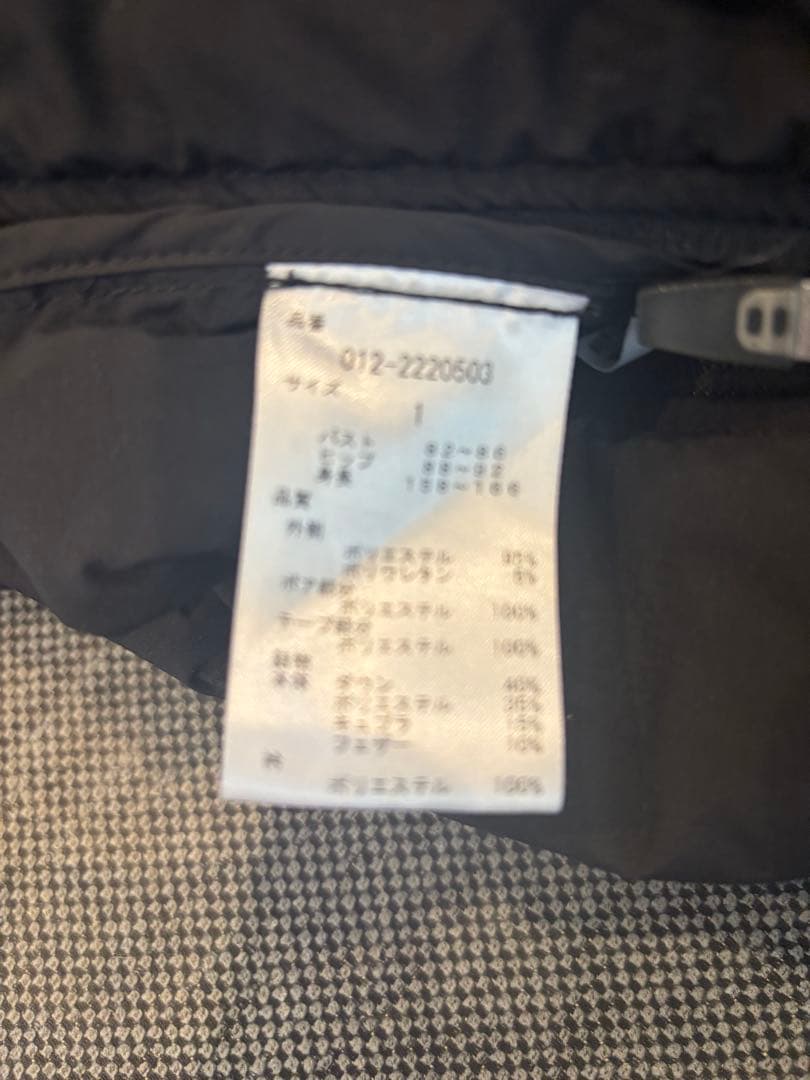 品番
012-2220503
サイズ
1
バスト 82~86
ヒップ 88~92
身長 158~166
品質
外側
ポリエステル 95%
ポリウレタン 5%
ボア部分
ポリエステル 100%
テープ部分
ポリエステル 100%
詰物
本体
ダウン 40%
ポリエステル 35%
キュプラ 15%
フェザー 10%
ポリエステル 100%